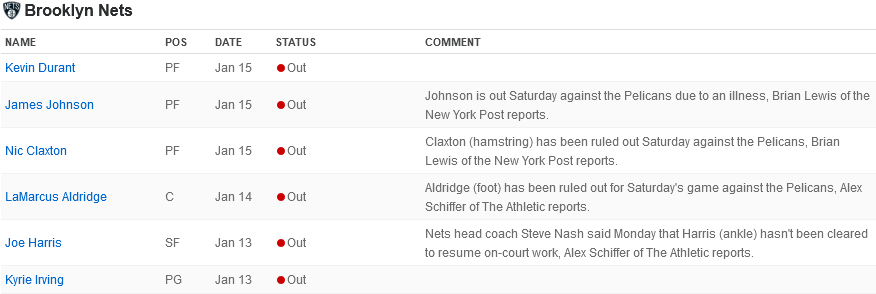 NETS
Brooklyn Nets
NAME POS DATE STATUS COMMENT
Kevin Durant PF Jan 15 Out
James Johnson PF Jan 15 Out Johnson is out Saturday against the Pelicans due to an illness, Brian Lewis of the
New York Post reports.
Nic Claxton PF Jan 15 Out Claxton (hamstring) has been ruled out Saturday against the Pelicans, Brian
Lewis of the New York Post reports.
LaMarcus Aldridge C Jan 14 Out Aldridge (foot) has been ruled out for Saturday's game against the Pelicans, Alex
Schiffer of The Athletic reports.
Joe Harris SF Jan 13 Out Nets head coach Steve Nash said Monday that Harris (ankle) hasn't been cleared
to resume on-court work, Alex Schiffer of The Athletic reports.
Kyrie Irving PG Jan 13 Out